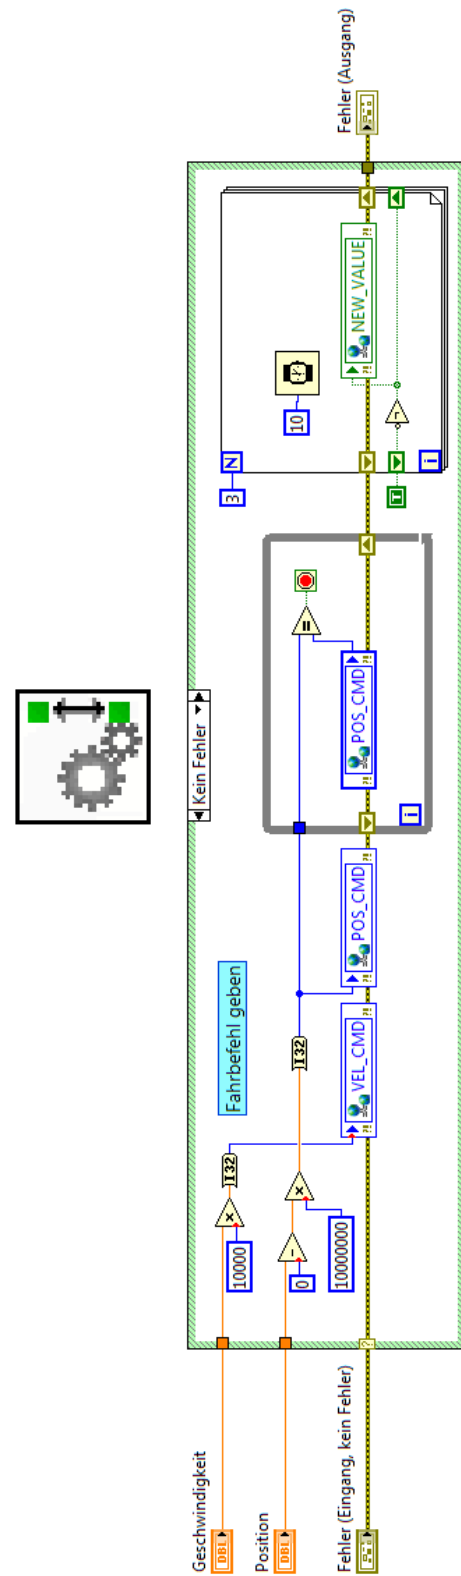 Geschwindigkeit
DBL
Position
DBL
Fehler (Eingang, kein Fehler)
Kein Fehler
Fahrbefehl geben
10000
I32
0
10000000
I32
VEL_CMD
POS_CMD
POS_CMD
i
3
N
10
T
i
NEW_VALUE
Fehler (Ausgang)